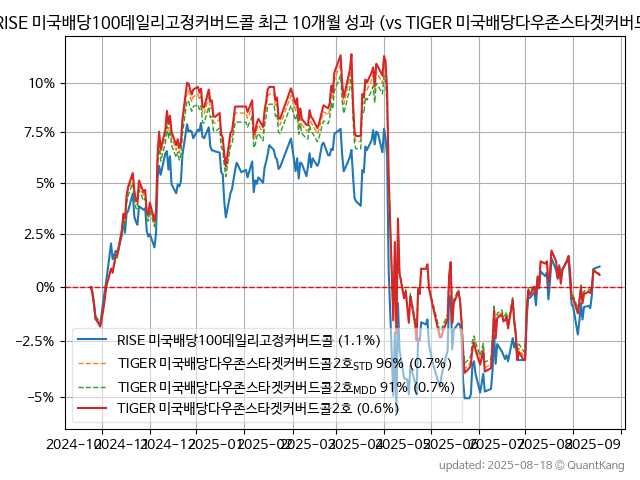 RISE 미국배당100데일리고정커버드콜 최근 10개월 성과 (vs TIGER 미국배당다우존스타겟커버드
10%
7.5%
5%
2.5%
0%
−2.5%
−5%
RISE 미국배당100데일리고정커버드콜 (1.1%)
TIGER 미국배당다우존스타겟커버드콜2호STD 96% (0.7%)
TIGER 미국배당다우존스타겟커버드콜2호MDD 91% (0.7%)
TIGER 미국배당다우존스타겟커버드콜2호 (0.6%)
2024-10 2024-11 2024-12 2025-01 2025-02 2025-03 2025-04 2025-05 2025-06 2025-07 2025-08 2025-09
updated: 2025-08-18 © QuantKang